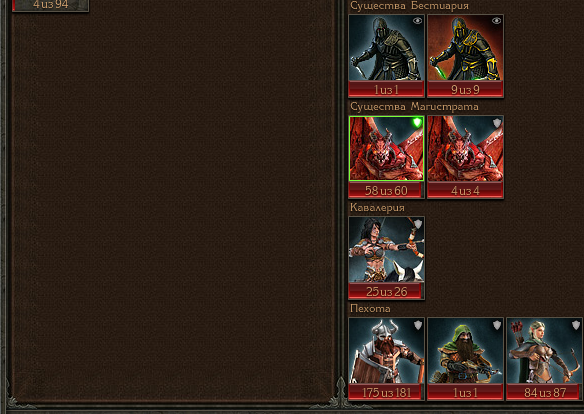 4 из 94
Существа Бестиария
1 из 1
9 из 9
Существа Магистрата
58 из 60
4 из 4
Кавалерия
25 из 26
Пехота
175 из 181
1 из 1
84 из 87